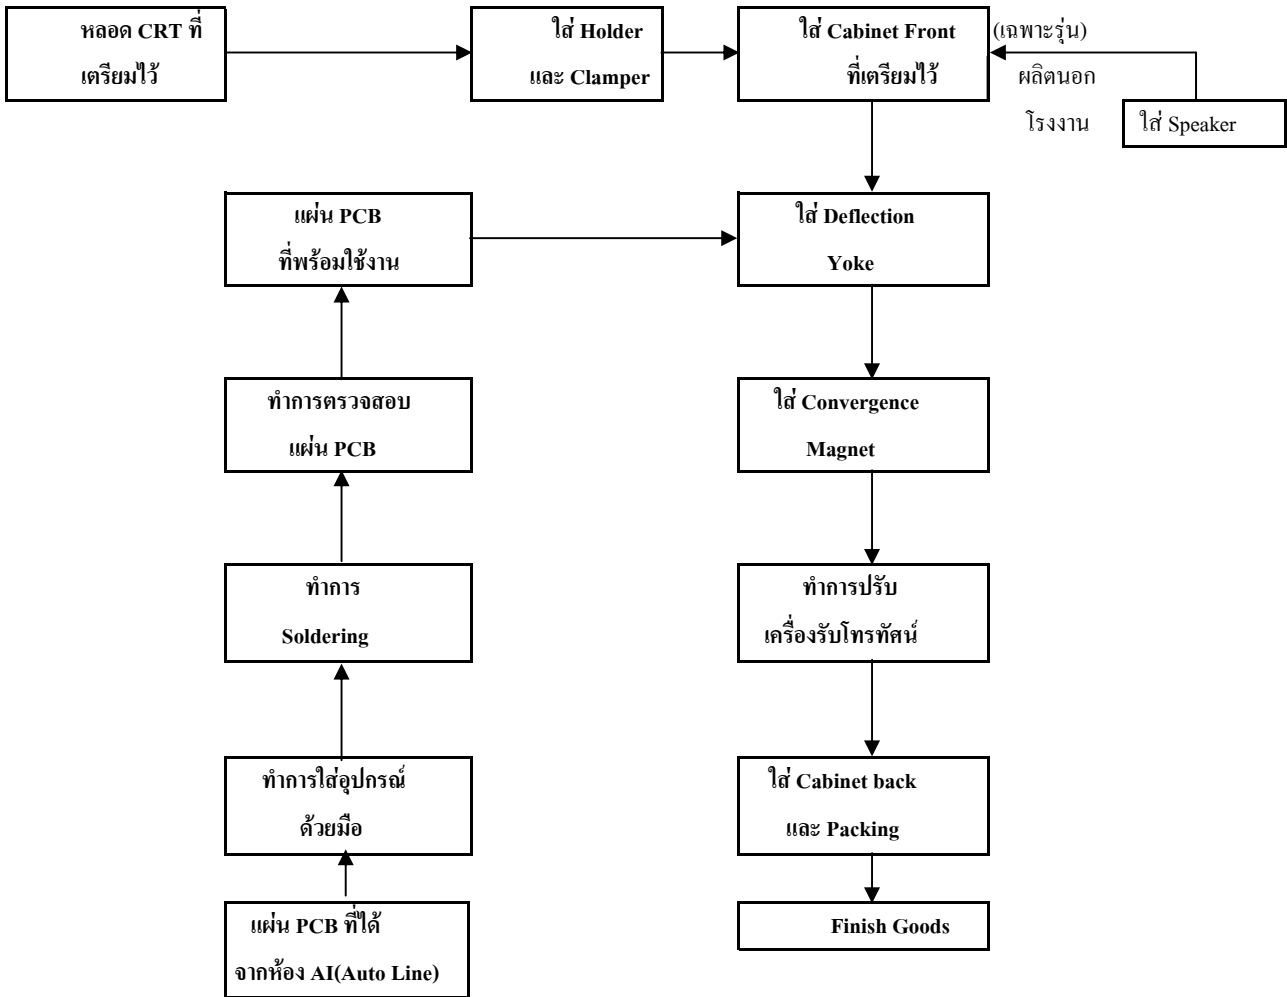 หลอด CRT ที่
เตรียมไว้
ใส่ Holder
และ Clamper
ใส่ Cabinet Front
ที่เตรียมไว้
(เฉพาะรุ่น)
ผลิตนอก
โรงงาน
ใส่ Speaker
แผ่น PCB
ที่พร้อมใช้งาน
ใส่ Deflection
Yoke
ทำการตรวจสอบ
แผ่น PCB
ใส่ Convergence
Magnet
ทำการ
Soldering
ทำการปรับ
เครื่องรับโทรทัศน์
ทำการใส่อุปกรณ์
ด้วยมือ
ใส่ Cabinet back
และ Packing
แผ่น PCB ที่ได้
จากห้อง AI(Auto Line)
Finish Goods